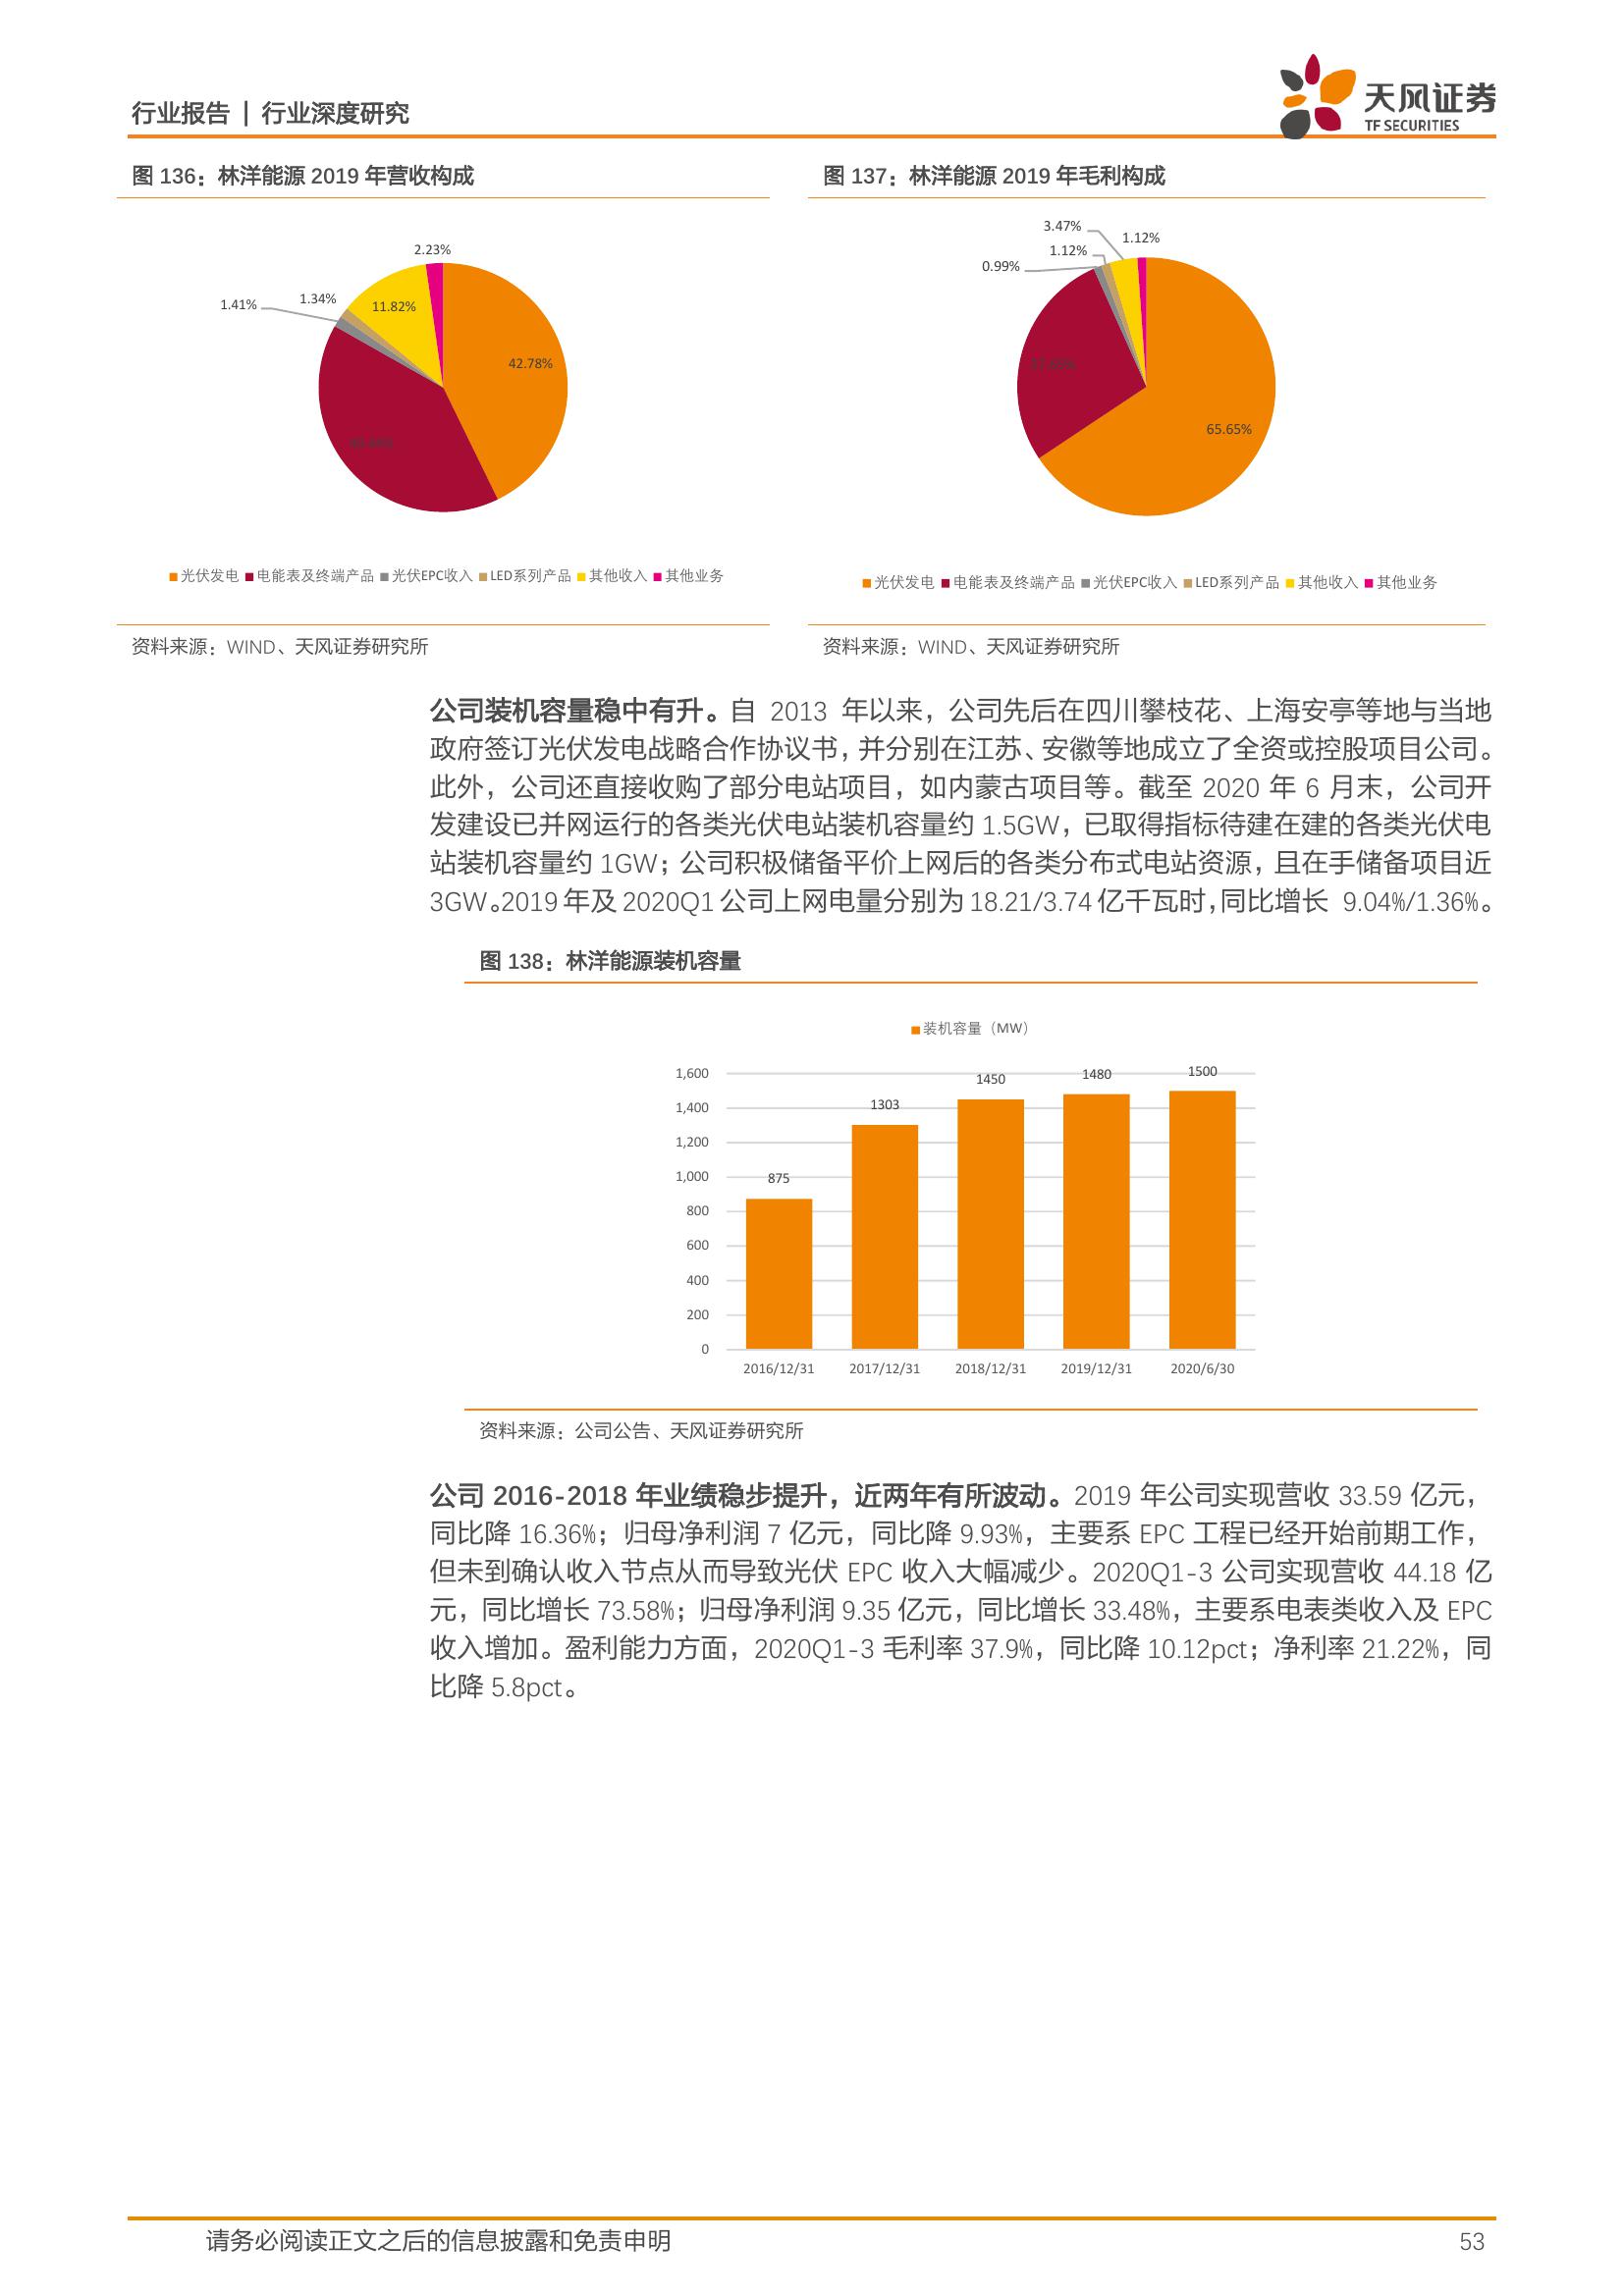 行业报告 | 行业深度研究
天风证券
TF SECURITIES
图 136：林洋能源 2019 年营收构成
2.23%
1.41%
1.34%
11.82%
42.78%
光伏发电 电能表及终端产品 光伏EPC收入 LED系列产品 其他收入 其他业务
资料来源：WIND、天风证券研究所
图 137：林洋能源 2019 年毛利构成
3.47%
1.12%
1.12%
0.99%
65.65%
光伏发电 电能表及终端产品 光伏EPC收入 LED系列产品 其他收入 其他业务
资料来源：WIND、天风证券研究所
公司装机容量稳中有升。自 2013 年以来，公司先后在四川攀枝花、上海安亭等地与当地
政府签订光伏发电战略合作协议书，并分别在江苏、安徽等地成立了全资或控股项目公司。
此外，公司还直接收购了部分电站项目，如内蒙古项目等。截至 2020 年 6 月末，公司开
发建设已并网运行的各类光伏电站装机容量约 1.5GW，已取得指标待建在建的各类光伏电
站装机容量约 1GW；公司积极储备平价上网后的各类分布式电站资源，且在手储备项目近
3GW。2019 年及 2020Q1 公司上网电量分别为 18.21/3.74 亿千瓦时，同比增长 9.04%/1.36%。
图 138：林洋能源装机容量
装机容量（MW）
1,600
1,400
1,200
1,000
800
600
400
200
0
875
1303
1450
1480
1500
2016/12/31 2017/12/31 2018/12/31 2019/12/31 2020/6/30
资料来源：公司公告、天风证券研究所
公司 2016-2018 年业绩稳步提升，近两年有所波动。2019 年公司实现营收 33.59 亿元，
同比降 16.36%；归母净利润 7 亿元，同比降 9.93%，主要系 EPC 工程已经开始前期工作，
但未到确认收入节点从而导致光伏 EPC 收入大幅减少。2020Q1-3 公司实现营收 44.18 亿
元，同比增长 73.58%；归母净利润 9.35 亿元，同比增长 33.48%，主要系电表类收入及 EPC
收入增加。盈利能力方面，2020Q1-3 毛利率 37.9%，同比降 10.12pct；净利率 21.22%，同
比降 5.8pct。
请务必阅读正文之后的信息披露和免责申明
53